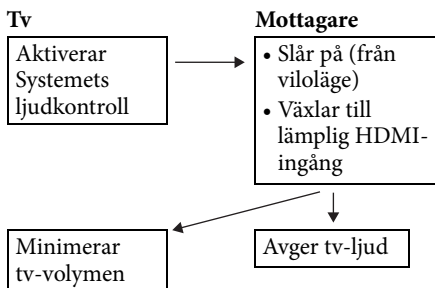 Tv
Mottagare
Aktiverar
Systemets
ljudkontroll
• Slår på (från
viloläge)
• Växlar till
lämplig HDMI-
ingång
Minimerar
tv-volymen
Avger tv-ljud